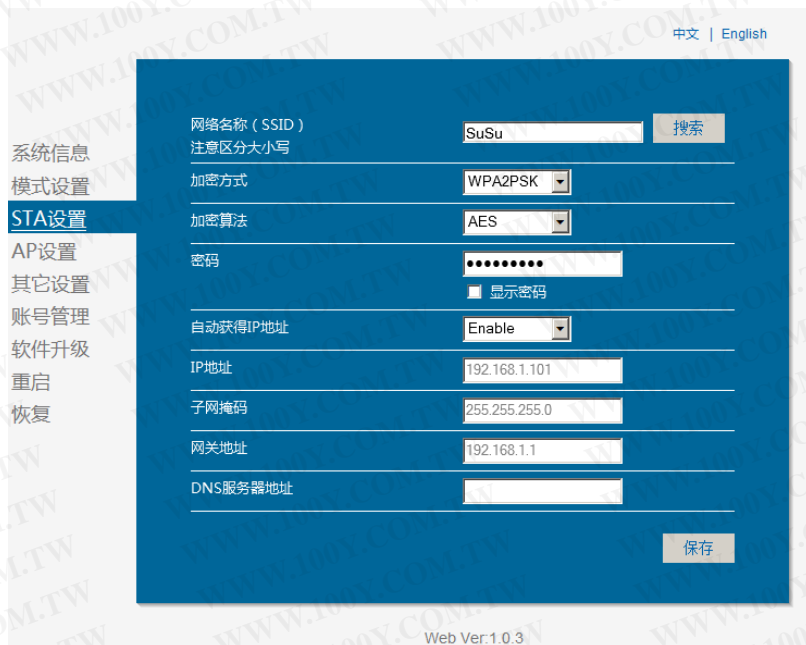 中文 | English
系统信息
模式设置
STA设置
AP设置
其它设置
账号管理
软件升级
重启
恢复
网络名称（SSID）
注意区分大小写
SuSu
搜索
加密方式
WPA2PSK
加密算法
AES
密码
•••••••••
显示密码
自动获得IP地址
Enable
IP地址
192.168.1.101
子网掩码
255.255.255.0
网关地址
192.168.1.1
DNS服务器地址
保存
Web Ver:1.0.3
WWW.100Y.COM.TW